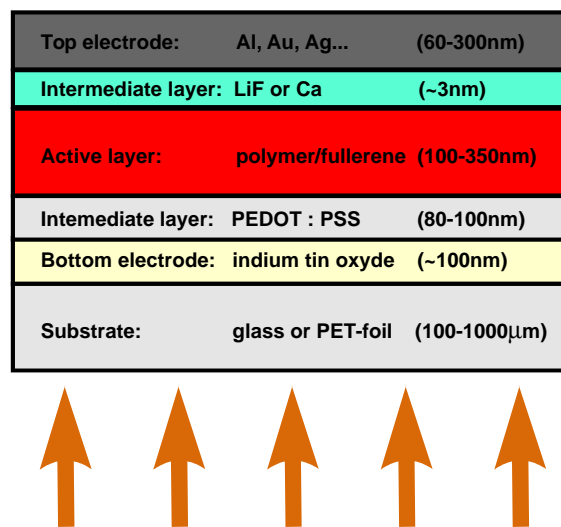 Top electrode: Al, Au, Ag... (60-300nm)
Intermediate layer: LiF or Ca (~3nm)
Active layer: polymer/fullerene (100-350nm)
Intemediate layer: PEDOT : PSS (80-100nm)
Bottom electrode: indium tin oxyde (~100nm)
Substrate: glass or PET-foil (100-1000μm)